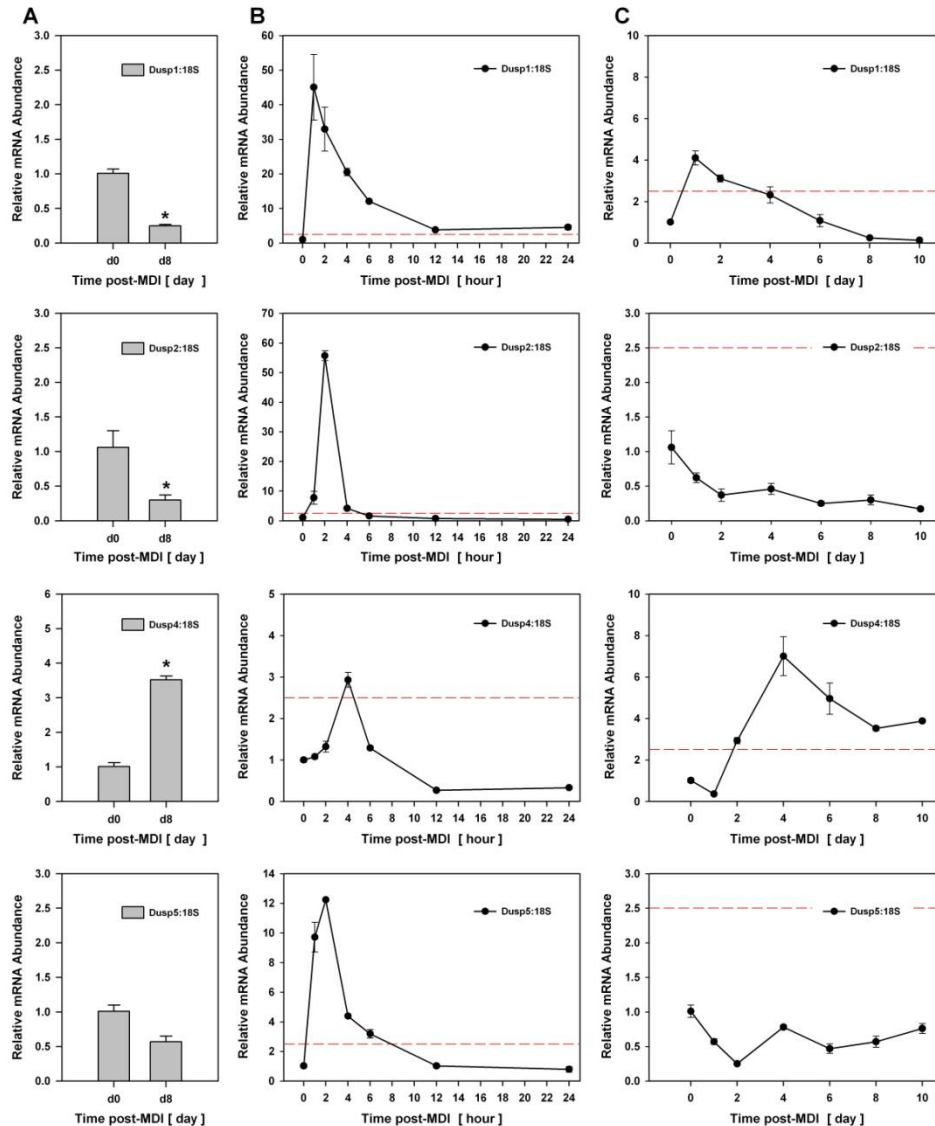 A
B
C
Relative mRNA Abundance
3.0
2.5
2.0
1.5
1.0
0.5
0.0
Dusp1:18S
*
d0 d8
Time post-MDI [ day ]
Relative mRNA Abundance
60
50
40
30
20
10
0
Dusp1:18S
0 2 4 6 8 10 12 14 16 18 20 22 24
Time post-MDI [ hour ]
Relative mRNA Abundance
10
8
6
4
2
0
Dusp1:18S
0 2 4 6 8 10
Time post-MDI [ day ]
Relative mRNA Abundance
3.0
2.5
2.0
1.5
1.0
0.5
0.0
Dusp2:18S
*
d0 d8
Time post-MDI [ day ]
Relative mRNA Abundance
70
60
50
40
30
20
10
0
Dusp2:18S
0 2 4 6 8 10 12 14 16 18 20 22 24
Time post-MDI [ hour ]
Relative mRNA Abundance
3.0
2.5
2.0
1.5
1.0
0.5
0.0
Dusp2:18S
0 2 4 6 8 10
Time post-MDI [ day ]
Relative mRNA Abundance
6
5
4
3
2
1
0
Dusp4:18S
*
d0 d8
Time post-MDI [ day ]
Relative mRNA Abundance
5
4
3
2
1
0
Dusp4:18S
0 2 4 6 8 10 12 14 16 18 20 22 24
Time post-MDI [ hour ]
Relative mRNA Abundance
10
8
6
4
2
0
Dusp4:18S
0 2 4 6 8 10
Time post-MDI [ day ]
Relative mRNA Abundance
3.0
2.5
2.0
1.5
1.0
0.5
0.0
Dusp5:18S
d0 d8
Time post-MDI [ day ]
Relative mRNA Abundance
14
12
10
8
6
4
2
0
Dusp5:18S
0 2 4 6 8 10 12 14 16 18 20 22 24
Time post-MDI [ hour ]
Relative mRNA Abundance
3.0
2.5
2.0
1.5
1.0
0.5
0.0
Dusp5:18S
0 2 4 6 8 10
Time post-MDI [ day ]